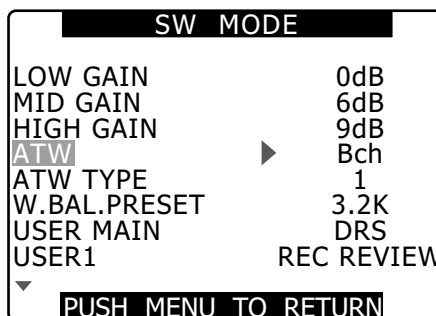 SW MODE
LOW GAIN 0dB
MID GAIN 6dB
HIGH GAIN 9dB
ATW Bch
ATW TYPE 1
W.BAL.PRESET 3.2K
USER MAIN DRS
USER1 REC REVIEW
PUSH MENU TO RETURN